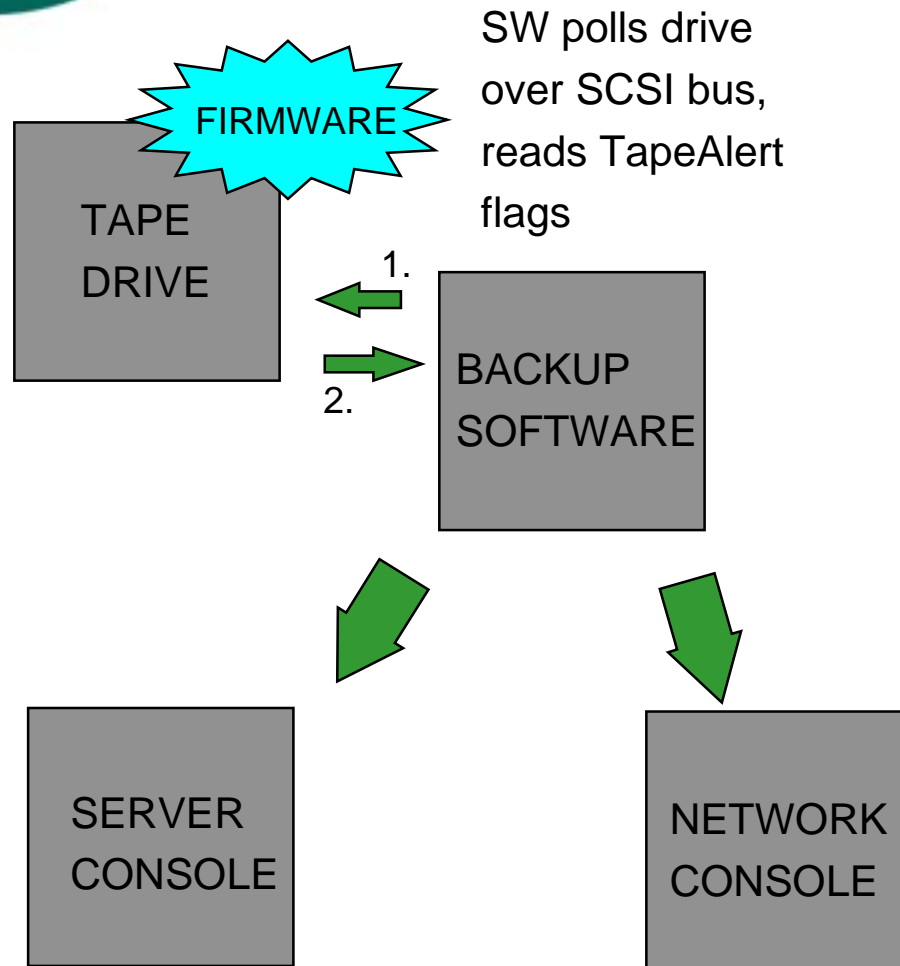 SW polls drive
over SCSI bus,
reads TapeAlert
flags
FIRMWARE
TAPE
DRIVE
1.
2.
BACKUP
SOFTWARE
SERVER
CONSOLE
NETWORK
CONSOLE